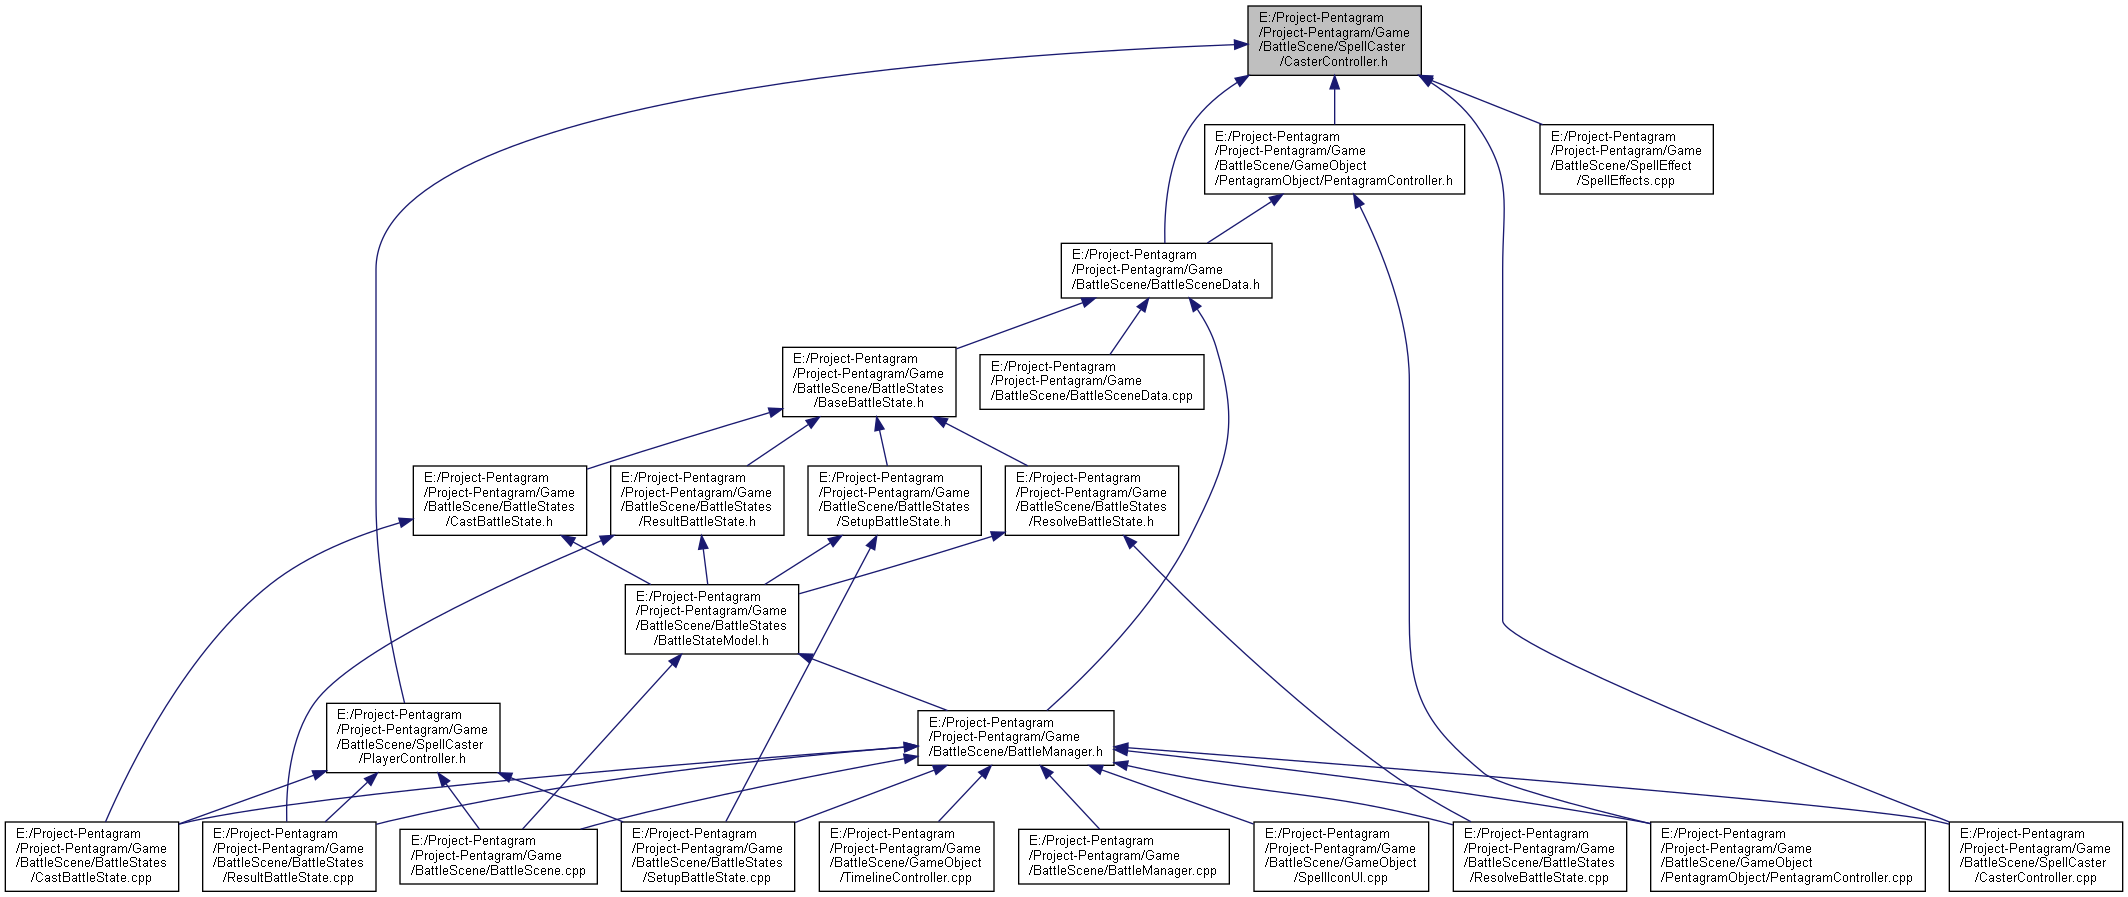 E:/Project-Pentagram
/Project-Pentagram/Game
/BattleScene/SpellCaster
/CasterController.h
E:/Project-Pentagram
/Project-Pentagram/Game
/BattleScene/GameObject
/PentagramObject/PentagramController.h
E:/Project-Pentagram
/Project-Pentagram/Game
/BattleScene/SpellEffect
/SpellEffects.cpp
E:/Project-Pentagram
/Project-Pentagram/Game
/BattleScene/BattleSceneData.h
E:/Project-Pentagram
/Project-Pentagram/Game
/BattleScene/BattleStates
/BaseBattleState.h
E:/Project-Pentagram
/Project-Pentagram/Game
/BattleScene/BattleSceneData.cpp
E:/Project-Pentagram
/Project-Pentagram/Game
/BattleScene/BattleStates
/CastBattleState.h
E:/Project-Pentagram
/Project-Pentagram/Game
/BattleScene/BattleStates
/ResultBattleState.h
E:/Project-Pentagram
/Project-Pentagram/Game
/BattleScene/BattleStates
/SetupBattleState.h
E:/Project-Pentagram
/Project-Pentagram/Game
/BattleScene/BattleStates
/ResolveBattleState.h
E:/Project-Pentagram
/Project-Pentagram/Game
/BattleScene/BattleStates
/BattleStateModel.h
E:/Project-Pentagram
/Project-Pentagram/Game
/BattleScene/SpellCaster
/PlayerController.h
E:/Project-Pentagram
/Project-Pentagram/Game
/BattleScene/BattleManager.h
E:/Project-Pentagram
/Project-Pentagram/Game
/BattleScene/BattleStates
/CastBattleState.cpp
E:/Project-Pentagram
/Project-Pentagram/Game
/BattleScene/BattleStates
/ResultBattleState.cpp
E:/Project-Pentagram
/Project-Pentagram/Game
/BattleScene/BattleScene.cpp
E:/Project-Pentagram
/Project-Pentagram/Game
/BattleScene/BattleStates
/SetupBattleState.cpp
E:/Project-Pentagram
/Project-Pentagram/Game
/BattleScene/GameObject
/TimelineController.cpp
E:/Project-Pentagram
/Project-Pentagram/Game
/BattleScene/BattleManager.cpp
E:/Project-Pentagram
/Project-Pentagram/Game
/BattleScene/GameObject
/SpellIconUI.cpp
E:/Project-Pentagram
/Project-Pentagram/Game
/BattleScene/BattleStates
/ResolveBattleState.cpp
E:/Project-Pentagram
/Project-Pentagram/Game
/BattleScene/GameObject
/PentagramObject/PentagramController.cpp
E:/Project-Pentagram
/Project-Pentagram/Game
/BattleScene/SpellCaster
/CasterController.cpp